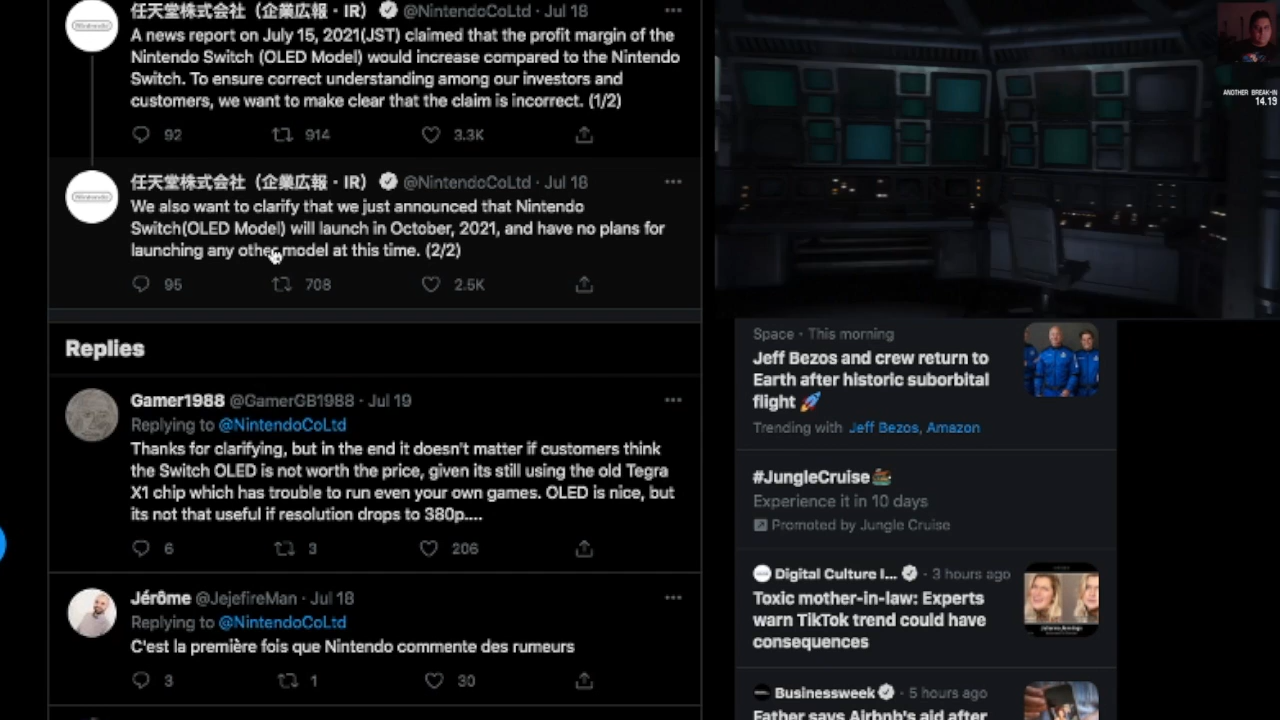 任天堂株式会社（企業広報・IR） @NintendoCoLtd · Jul 18
A news report on July 15, 2021(JST) claimed that the profit margin of the
Nintendo Switch (OLED Model) would increase compared to the Nintendo
Switch. To ensure correct understanding among our investors and
customers, we want to make clear that the claim is incorrect. (1/2)
92 914 3.3K
任天堂株式会社（企業広報・IR） @NintendoCoLtd · Jul 18
We also want to clarify that we just announced that Nintendo
Switch(OLED Model) will launch in October, 2021, and have no plans for
launching any other model at this time. (2/2)
95 708 2.5K
Replies
Gamer1988 @GamerGB1988 · Jul 19
Replying to @NintendoCoLtd
Thanks for clarifying, but in the end it doesn't matter if customers think
the Switch OLED is not worth the price, given its still using the old Tegra
X1 chip which has trouble to run even your own games. OLED is nice, but
its not that useful if resolution drops to 380p....
6 3 206
Jérôme @JejefireMan · Jul 18
Replying to @NintendoCoLtd
C'est la première fois que Nintendo commente des rumeurs
3 1 30
ANOTHER BREAK-IN
14.19
Space · This morning
Jeff Bezos and crew return to
Earth after historic suborbital
flight 🚀
Trending with Jeff Bezos, Amazon
#JungleCruise
Experience it in 10 days
Promoted by Jungle Cruise
Digital Culture I... · 3 hours ago
Toxic mother-in-law: Experts
warn TikTok trend could have
consequences
Businessweek · 5 hours ago
Father says Airbnb's aid after